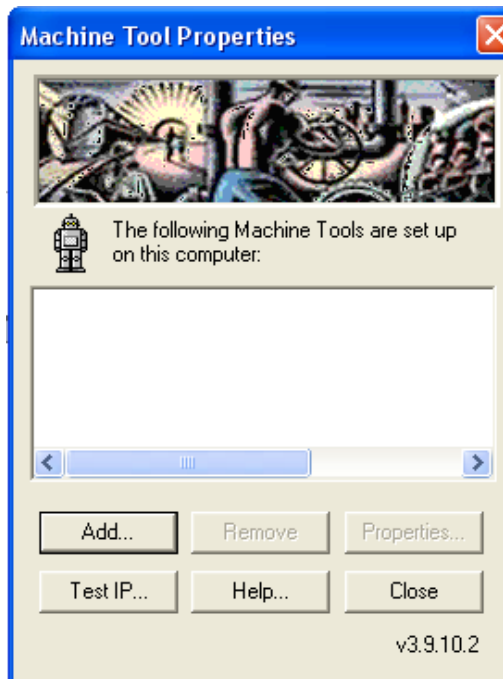 Machine Tool Properties
The following Machine Tools are set up
on this computer:
Add...
Remove
Properties...
Test IP...
Help...
Close
v3.9.10.2